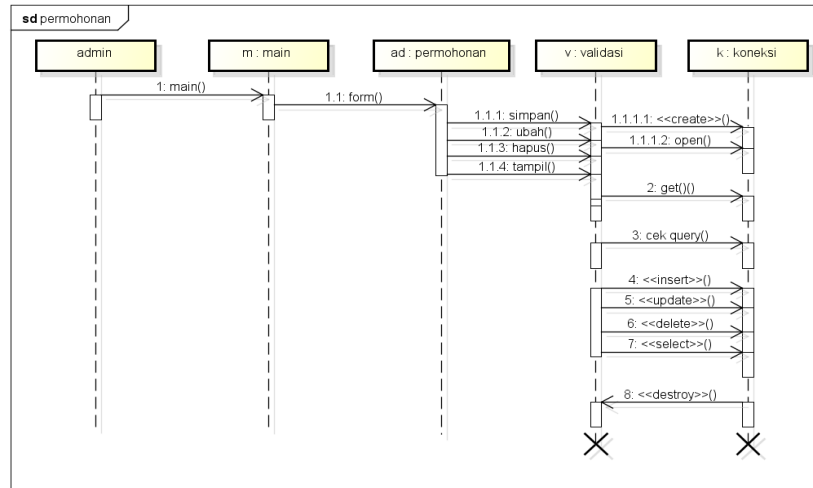 sd permohonan
admin
m : main
ad : permohonan
v : validasi
k : koneksi
1: main()
1.1: form()
1.1.1: simpan()
1.1.1.1: <<create>>()
1.1.2: ubah()
1.1.1.2: open()
1.1.3: hapus()
1.1.4: tampil()
2: get()()
3: cek query()
4: <<insert>>()
5: <<update>>()
6: <<delete>>()
7: <<select>>()
8: <<destroy>>()